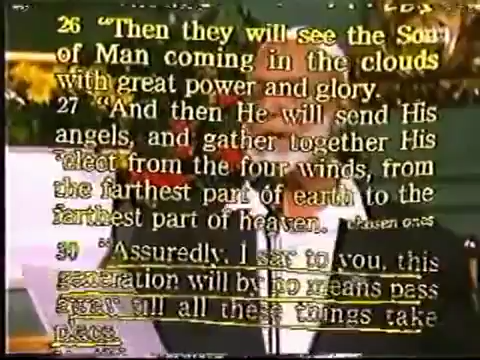 26 "Then they will see the Son
of Man coming in the clouds
with great power and glory.
27 "And then He will send His
angels, and gather together His
"elect from the four winds, from
the farthest part of earth to the
farthest part of heaven. chosen ones
30 "Assuredly, I say to you, this
generation will by no means pass
away till all these things take
place.